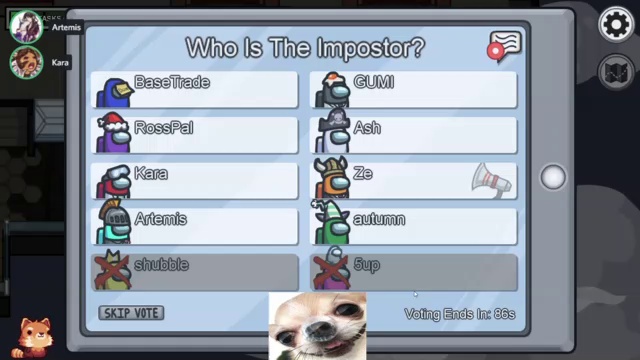 TASKS
Artemis
Kara
Who Is The Impostor?
BaseTrade
GUMI
RossPal
Ash
Kara
Ze
Artemis
autumn
shubble
5up
SKIP VOTE
Voting Ends In: 86s